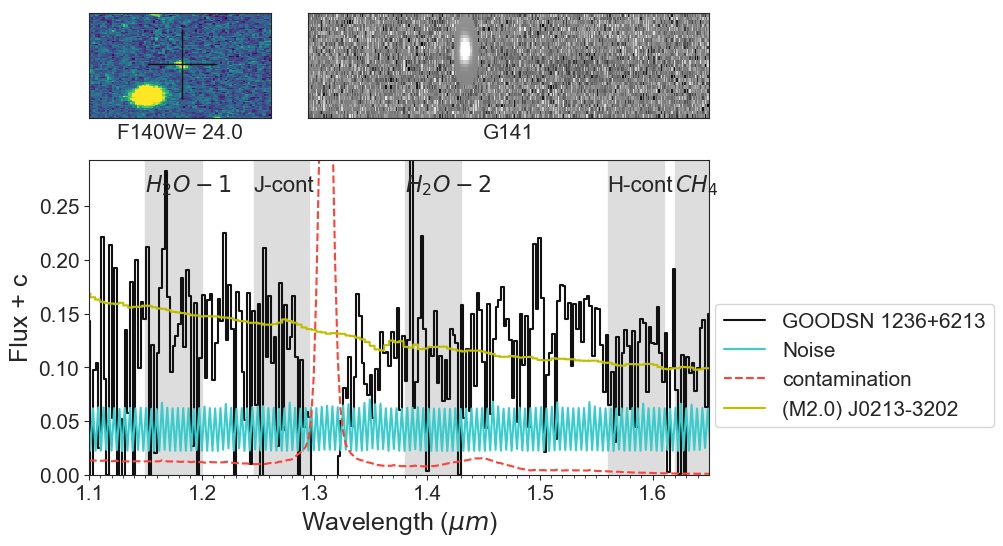 F140W= 24.0
G141
H₂O − 1
J-cont
H₂O − 2
H-cont
CH₄
Flux + c
0.25
0.20
0.15
0.10
0.05
0.00
1.1
1.2
1.3
1.4
1.5
1.6
Wavelength (μm)
GOODSN 1236+6213
Noise
contamination
(M2.0) J0213-3202